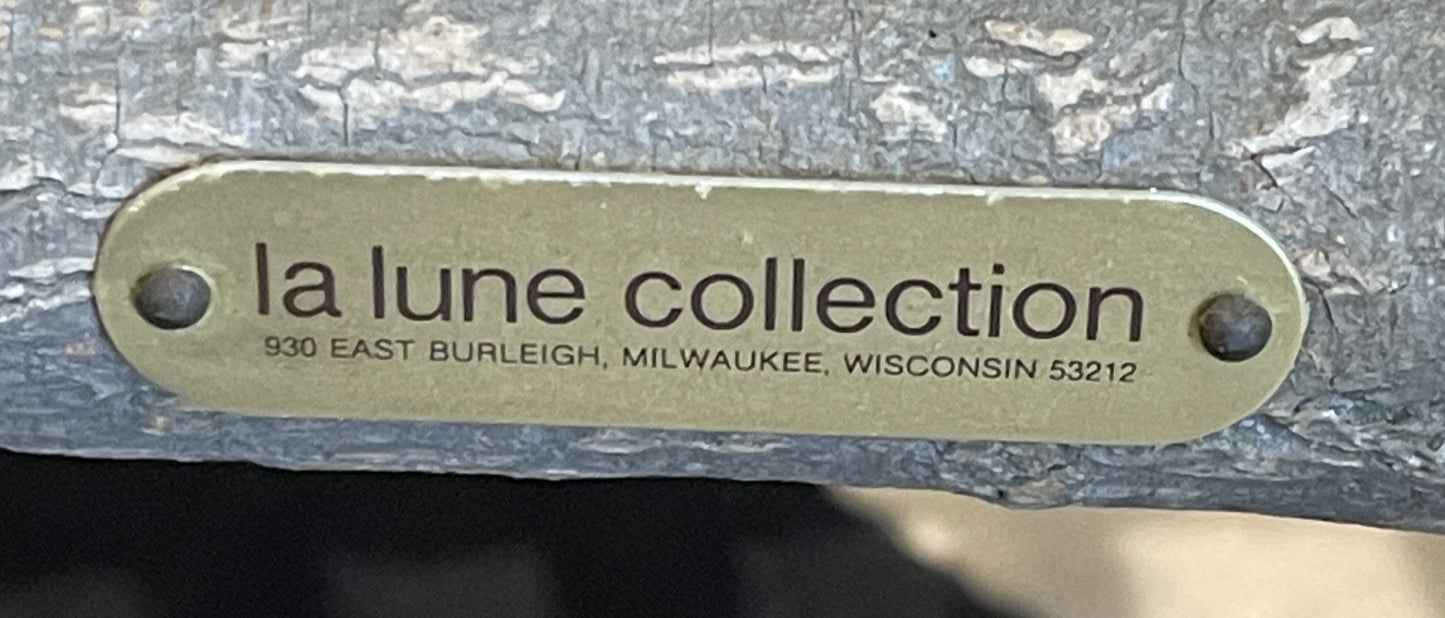 la lune collection
930 EAST BURLEIGH, MILWAUKEE, WISCONSIN 53212